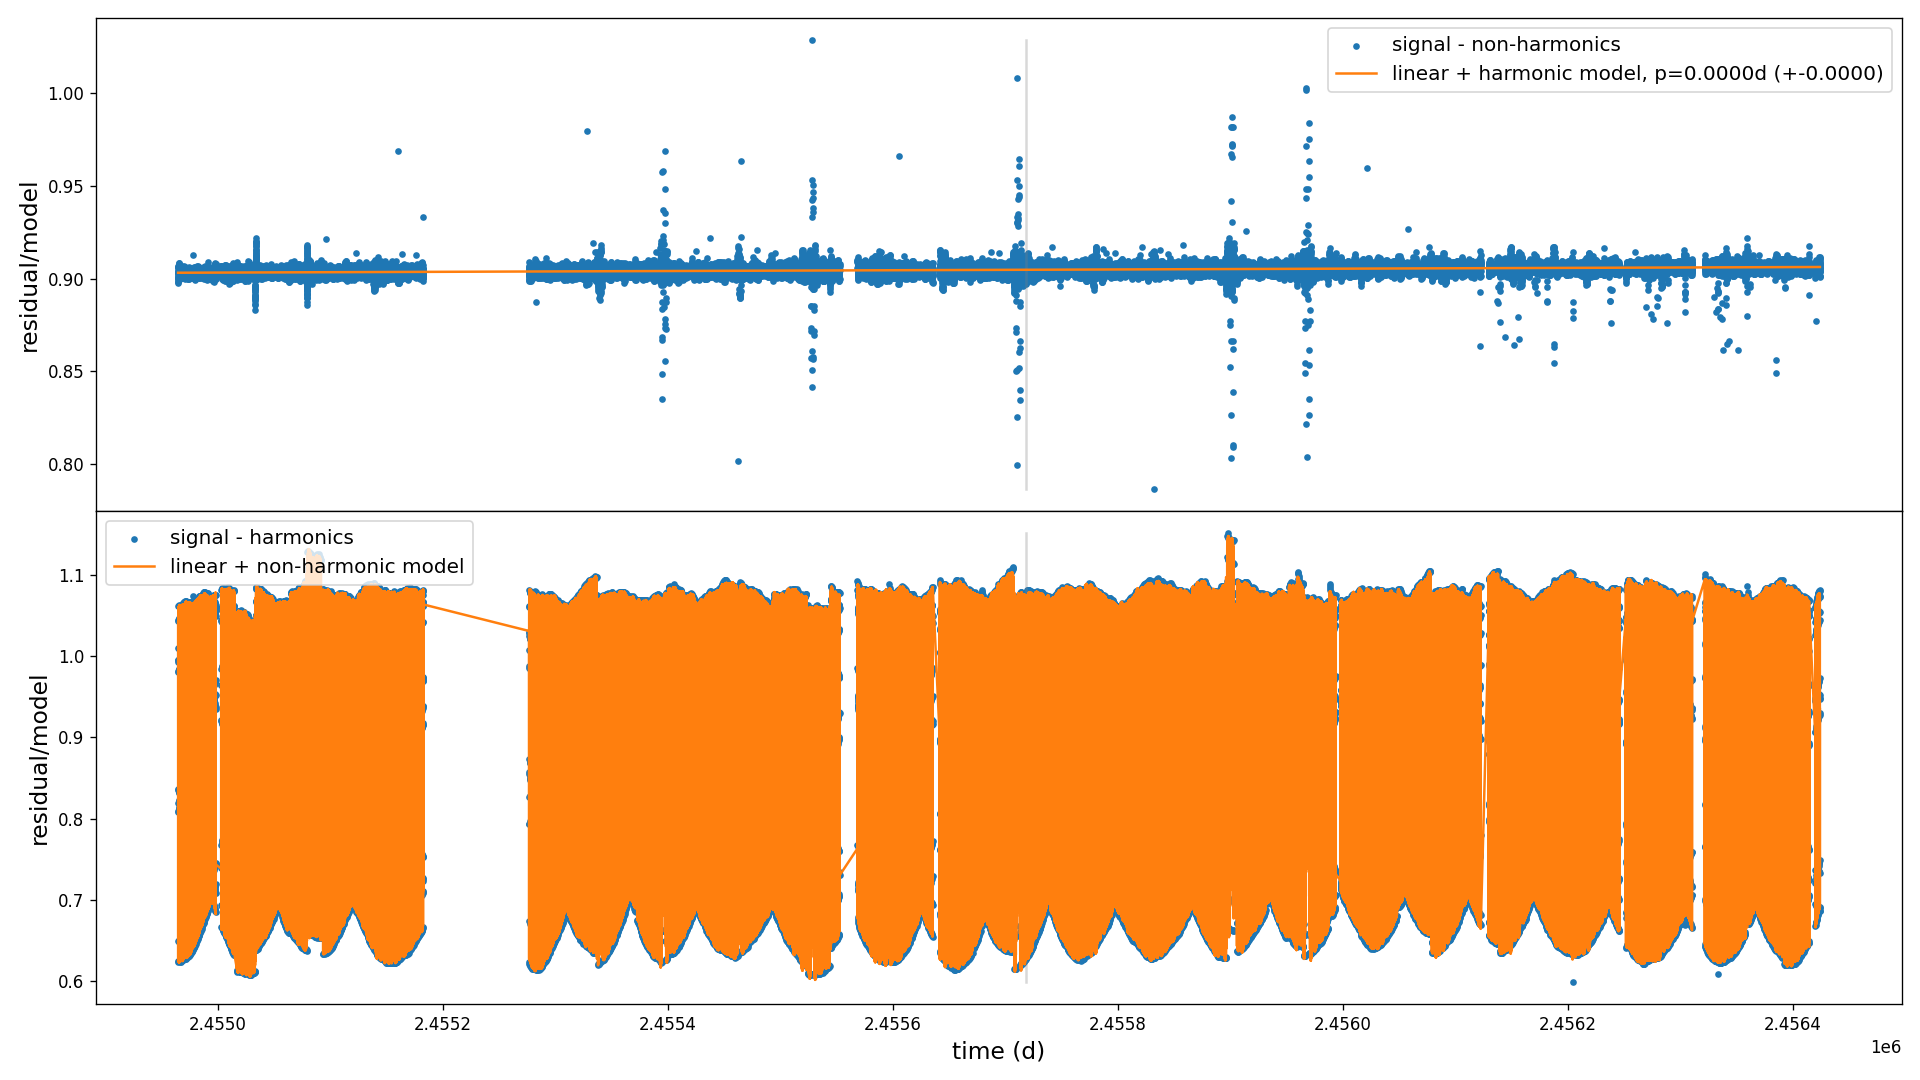 signal - non-harmonics
linear + harmonic model, p=0.0000d (+-0.0000)
1.00
0.95
0.90
0.85
0.80
residual/model
signal - harmonics
linear + non-harmonic model
1.1
1.0
0.9
0.8
0.7
0.6
residual/model
2.4550 2.4552 2.4554 2.4556 2.4558 2.4560 2.4562 2.4564
1e6
time (d)